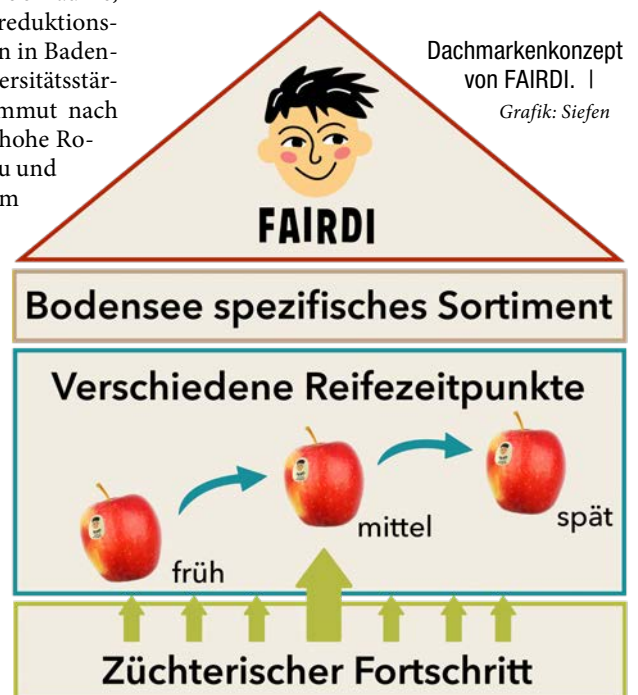 reduktions-
n in Baden-
ersitätsstär-
mmut nach
hohe Ro-
u und
m
Dachmarkenkonzept
von FAIRDI. |
Grafik: Siefen
FAIRDI
Bodensee spezifisches Sortiment
Verschiedene Reifezeitpunkte
früh
mittel
spät
Züchterischer Fortschritt